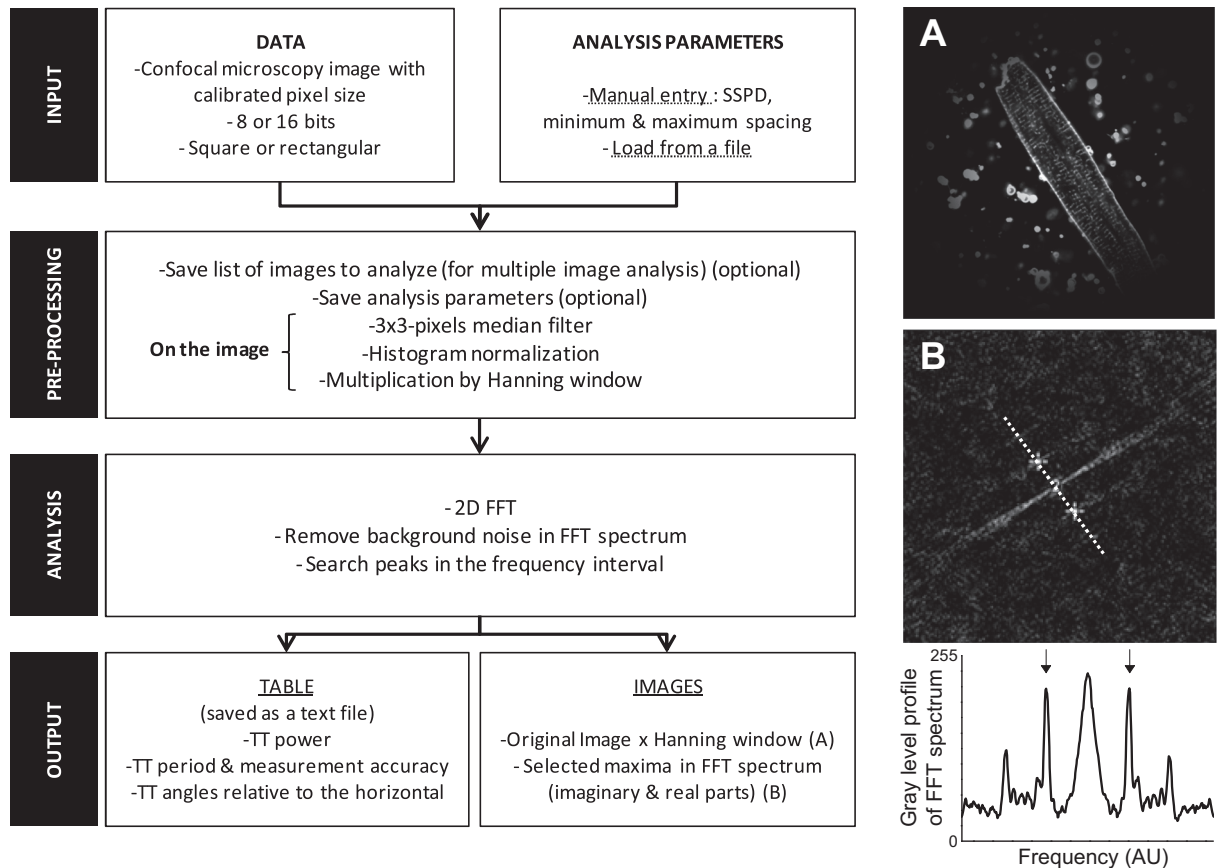 INPUT
DATA
-Confocal microscopy image with
calibrated pixel size
- 8 or 16 bits
- Square or rectangular
ANALYSIS PARAMETERS
-Manual entry : SSPD,
minimum & maximum spacing
- Load from a file
PRE-PROCESSING
-Save list of images to analyze (for multiple image analysis) (optional)
-Save analysis parameters (optional)
On the image
-3x3-pixels median filter
-Histogram normalization
-Multiplication by Hanning window
ANALYSIS
- 2D FFT
- Remove background noise in FFT spectrum
- Search peaks in the frequency interval
OUTPUT
TABLE
(saved as a text file)
-TT power
-TT period & measurement accuracy
-TT angles relative to the horizontal
IMAGES
-Original Image x Hanning window (A)
- Selected maxima in FFT spectrum
(imaginary & real parts) (B)
A
B
255
Gray level profile
of FFT spectrum
0
Frequency (AU)